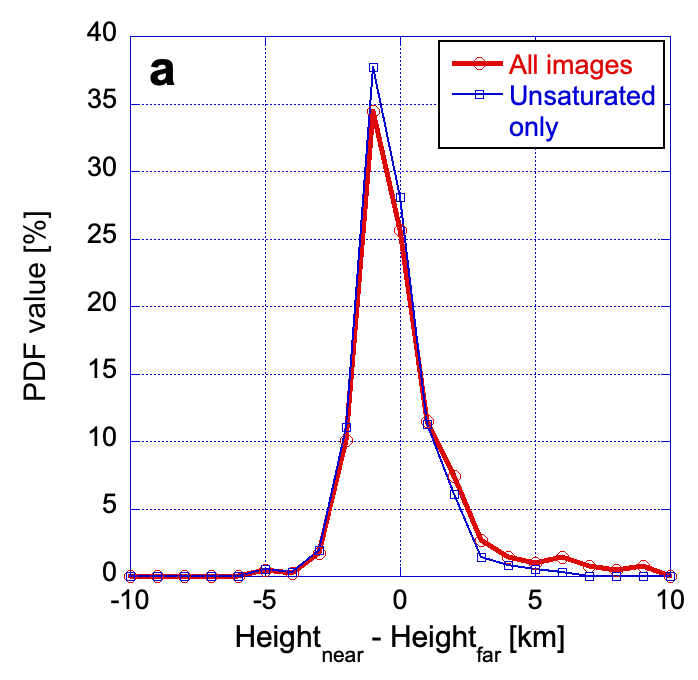 a
All images
Unsaturated
only
40
35
30
25
20
15
10
5
0
PDF value [%]
-10 -5 0 5 10
Height_near - Height_far [km]